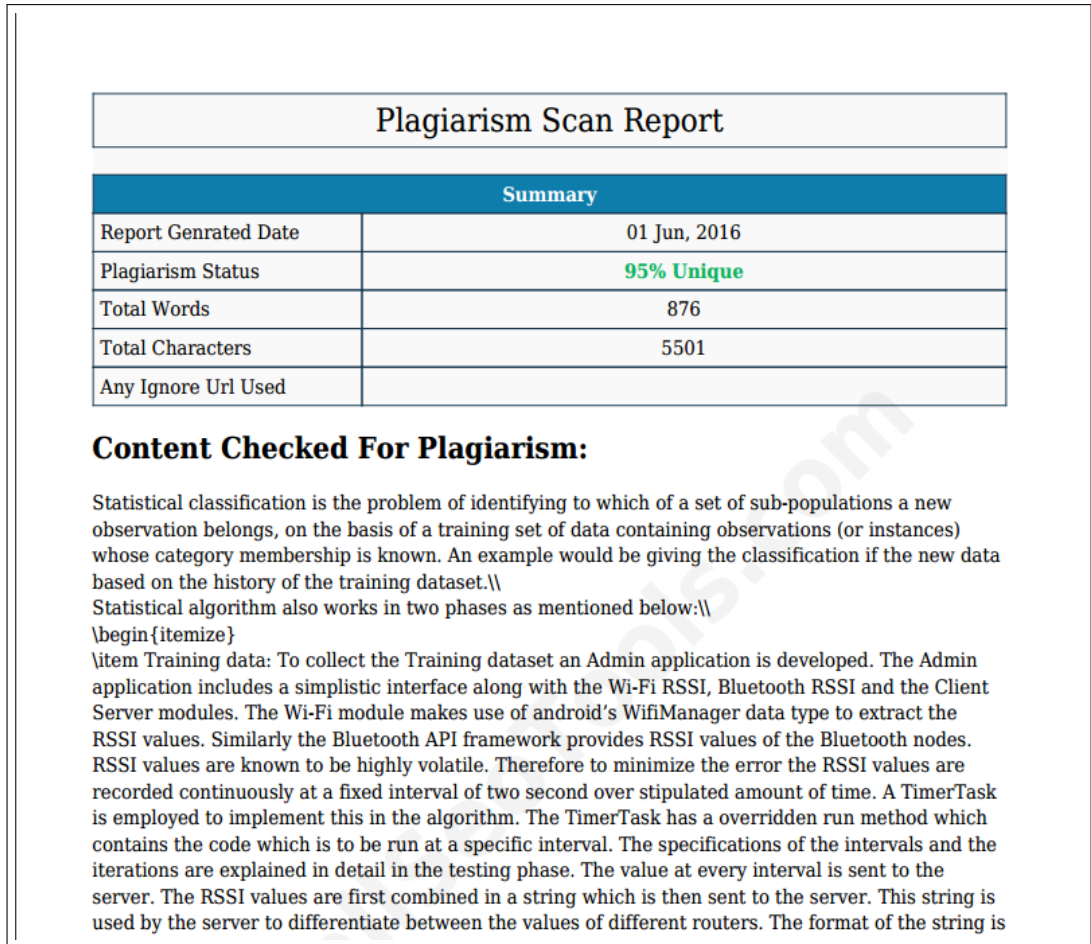 Plagiarism Scan Report
Summary
Report Genrated Date 01 Jun, 2016
Plagiarism Status 95% Unique
Total Words 876
Total Characters 5501
Any Ignore Url Used
Content Checked For Plagiarism:
Statistical classification is the problem of identifying to which of a set of sub-populations a new
observation belongs, on the basis of a training set of data containing observations (or instances)
whose category membership is known. An example would be giving the classification if the new data
based on the history of the training dataset.\\
Statistical algorithm also works in two phases as mentioned below:\\
\begin{itemize}
\item Training data: To collect the Training dataset an Admin application is developed. The Admin
application includes a simplistic interface along with the Wi-Fi RSSI, Bluetooth RSSI and the Client
Server modules. The Wi-Fi module makes use of android’s WifiManager data type to extract the
RSSI values. Similarly the Bluetooth API framework provides RSSI values of the Bluetooth nodes.
RSSI values are known to be highly volatile. Therefore to minimize the error the RSSI values are
recorded continuously at a fixed interval of two second over stipulated amount of time. A TimerTask
is employed to implement this in the algorithm. The TimerTask has a overridden run method which
contains the code which is to be run at a specific interval. The specifications of the intervals and the
iterations are explained in detail in the testing phase. The value at every interval is sent to the
server. The RSSI values are first combined in a string which is then sent to the server. This string is
used by the server to differentiate between the values of different routers. The format of the string is